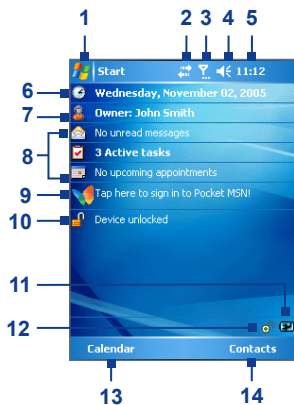 1 2 3 4 5
Start 11:12
6 Wednesday, November 02, 2005
7 Owner: John Smith
No unread messages
8 3 Active tasks
No upcoming appointments
9 Tap here to sign in to Pocket MSN!
10 Device unlocked
11
12
Calendar Contacts
13 14